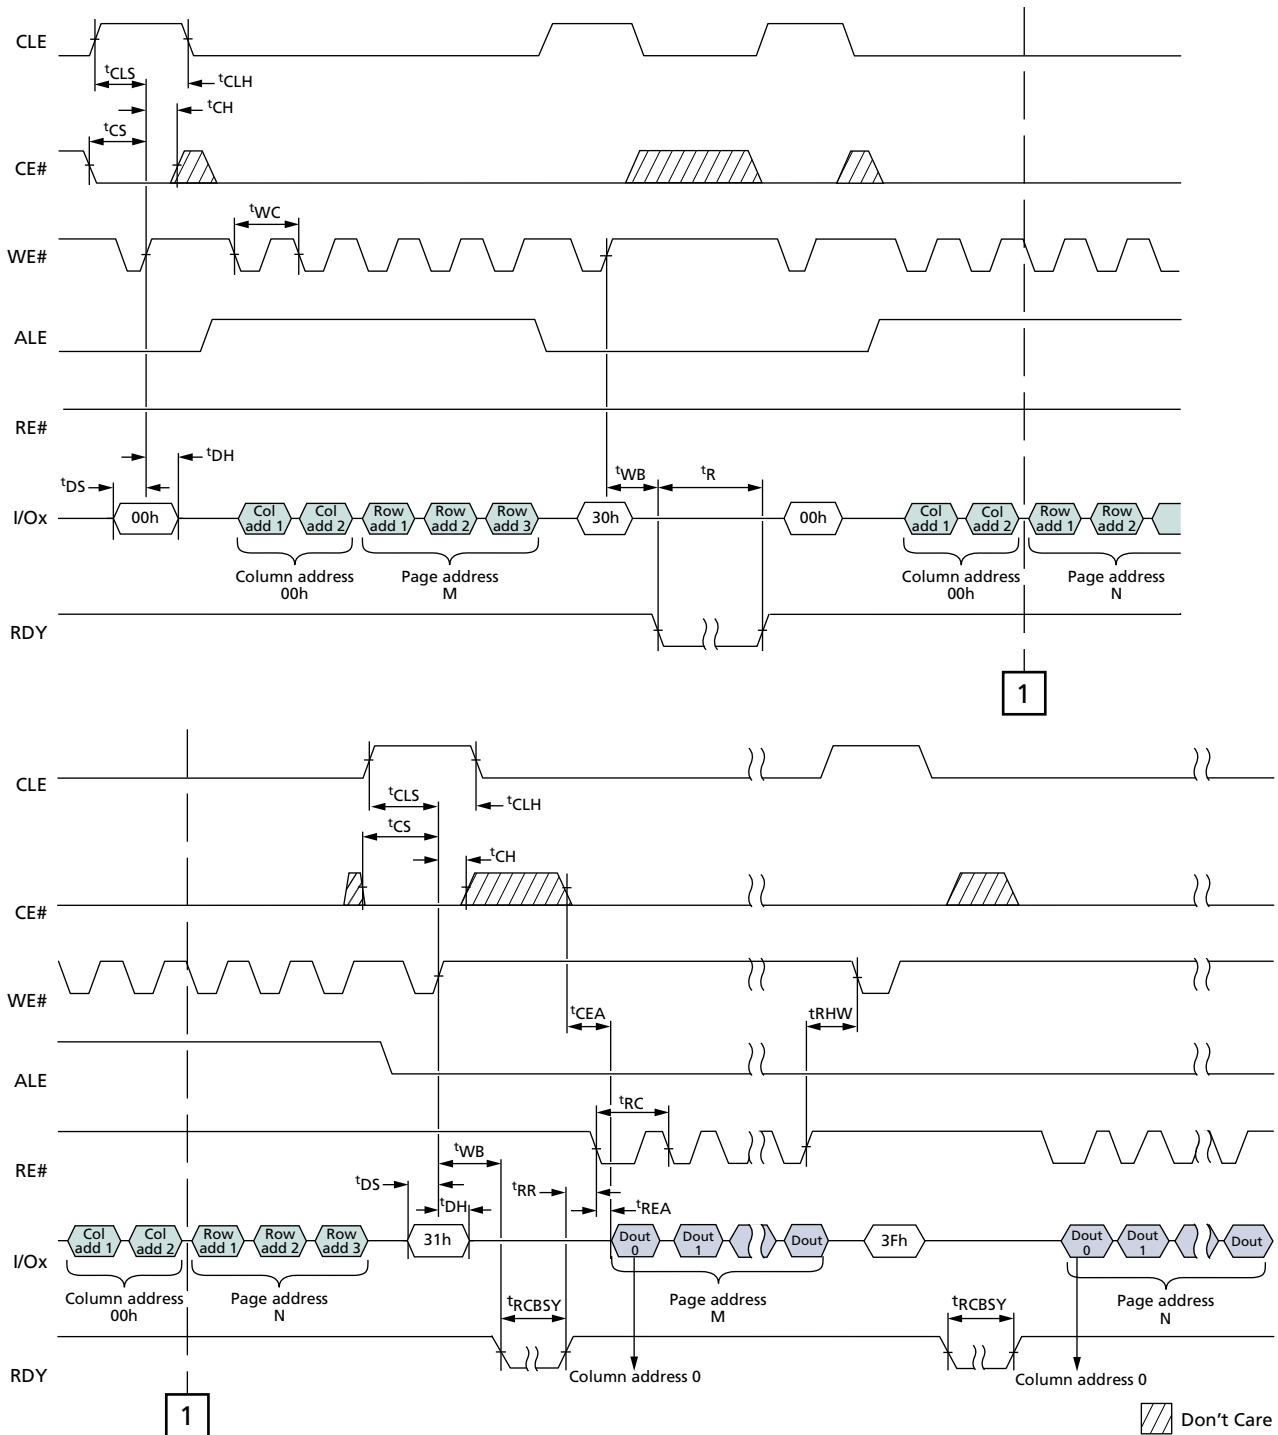 CLE
tCLS
tCLH
tCH
tCS
CE#
tWC
WE#
ALE
RE#
tDH
tDS
tWB
tR
I/Ox
00h
Col add 1
Col add 2
Row add 1
Row add 2
Row add 3
30h
00h
Col add 1
Col add 2
Row add 1
Row add 2
Column address
00h
Page address
M
Column address
00h
Page address
N
RDY
1
CLE
tCLS
tCLH
tCS
tCH
CE#
WE#
tCEA
tRHW
ALE
tRC
RE#
tWB
tDS
tRR
tDH
tREA
I/Ox
Col add 1
Col add 2
Row add 1
Row add 2
Row add 3
31h
Dout 0
Dout 1
Dout
3Fh
Dout 0
Dout 1
Dout
Column address
00h
Page address
N
tRCBSY
Page address
M
tRCBSY
Page address
N
RDY
Column address 0
Column address 0
1
Don't Care